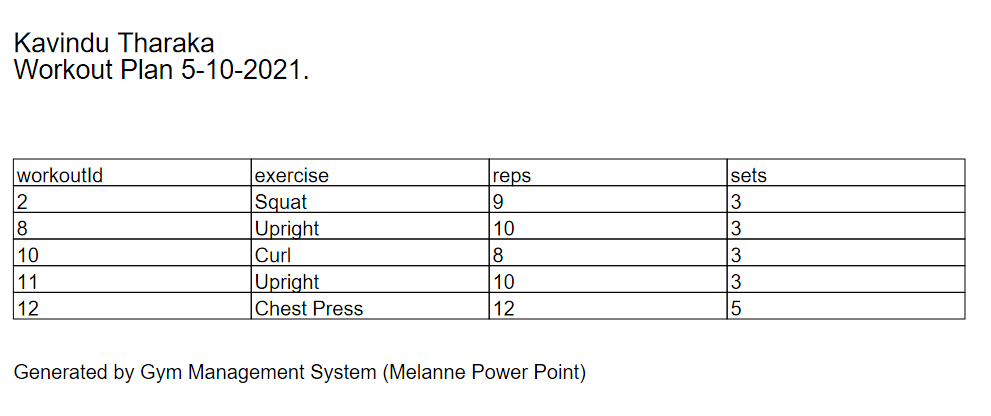 Kavindu Tharaka
Workout Plan 5-10-2021.
workoutId exercise reps sets
2 Squat 9 3
8 Upright 10 3
10 Curl 8 3
11 Upright 10 3
12 Chest Press 12 5
Generated by Gym Management System (Melanne Power Point)